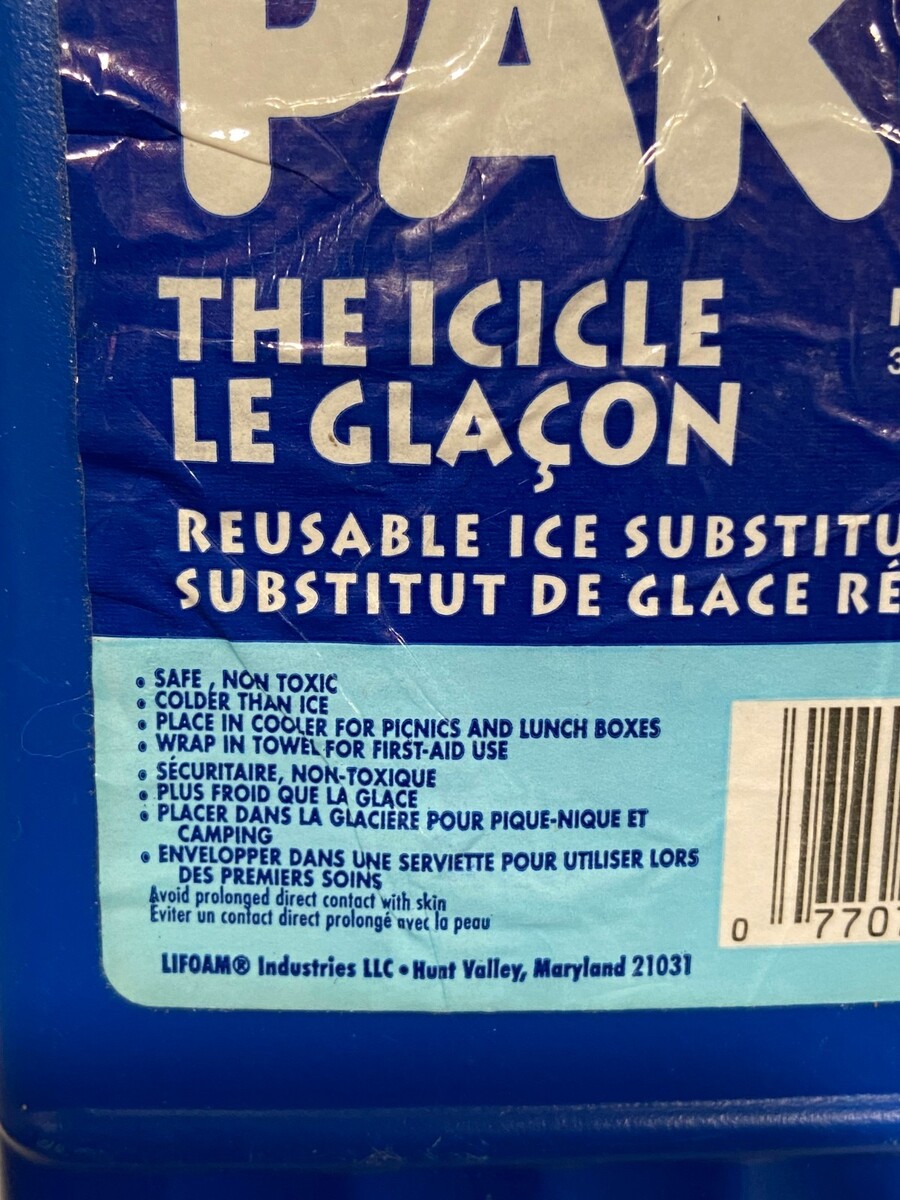 PAK
THE ICICLE
LE GLAÇON
REUSABLE ICE SUBSTITU
SUBSTITUT DE GLACE RÉ
• SAFE, NON TOXIC
• COLDER THAN ICE
• PLACE IN COOLER FOR PICNICS AND LUNCH BOXES
• WRAP IN TOWEL FOR FIRST-AID USE
• SÉCURITAIRE, NON-TOXIQUE
• PLUS FROID QUE LA GLACE
• PLACER DANS LA GLACIÈRE POUR PIQUE-NIQUE ET
CAMPING
• ENVELOPPER DANS UNE SERVIETTE POUR UTILISER LORS
DES PREMIERS SOINS
Avoid prolonged direct contact with skin
Éviter un contact direct prolongé avec la peau
LIFOAM® Industries LLC • Hunt Valley, Maryland 21031
0 7707